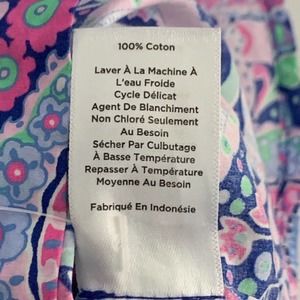 100% Coton
Laver À La Machine À
L'eau Froide
Cycle Délicat
Agent De Blanchiment
Non Chloré Seulement
Au Besoin
Sécher Par Culbutage
À Basse Température
Repasser À Température
Moyenne Au Besoin
Fabriqué En Indonésie